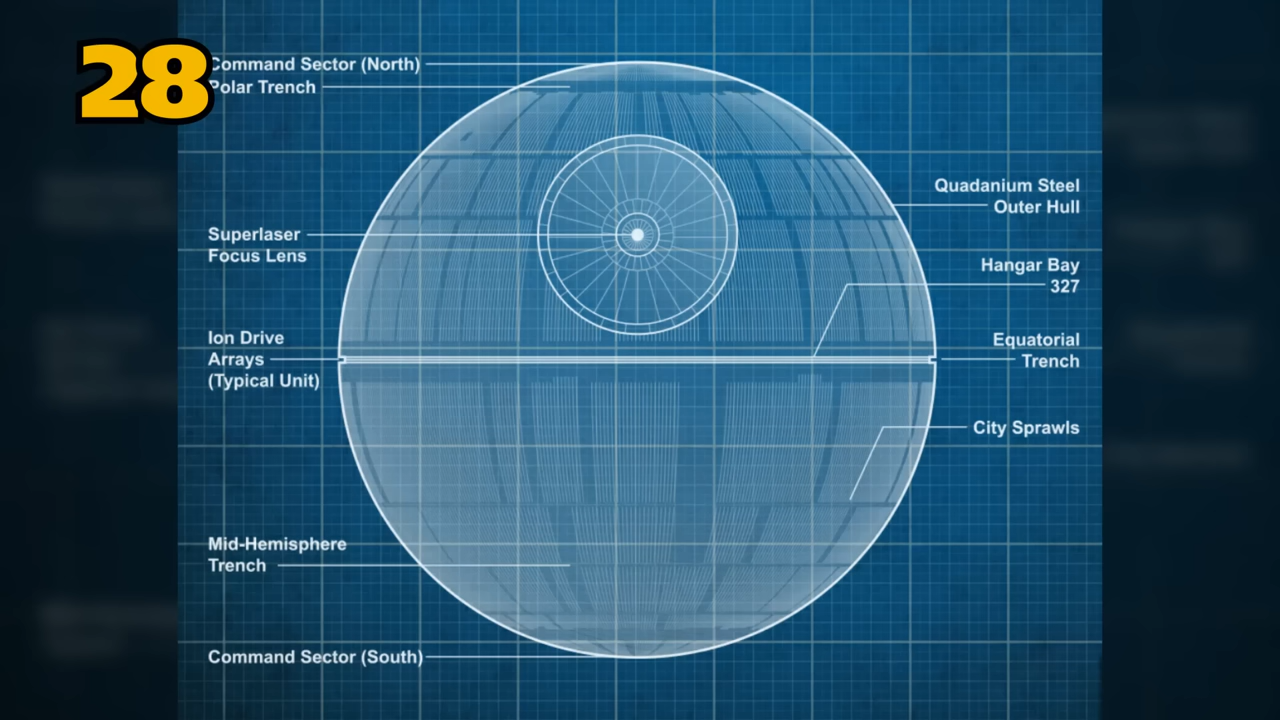 28
Command Sector (North)
Polar Trench
Superlaser
Focus Lens
Ion Drive
Arrays
(Typical Unit)
Mid-Hemisphere
Trench
Command Sector (South)
Quadanium Steel
Outer Hull
Hangar Bay
327
Equatorial
Trench
City Sprawls